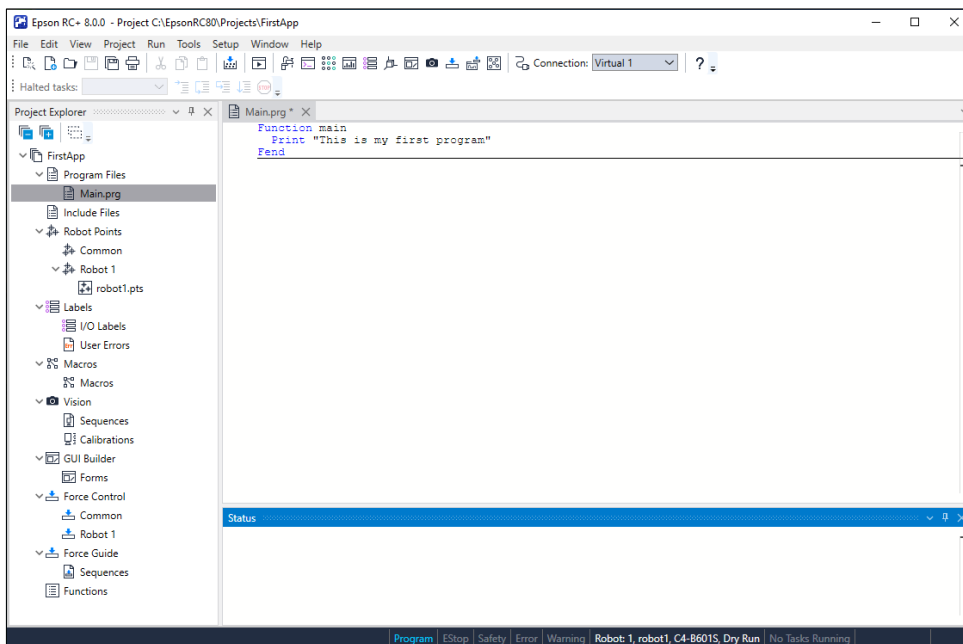 Epson RC+ 8.0.0 - Project C:\EpsonRC80\Projects\FirstApp
File Edit View Project Run Tools Setup Window Help
Connection: Virtual 1 ?
Halted tasks:
Project Explorer
Main.prg *
FirstApp
Program Files
Main.prg
Include Files
Robot Points
Common
Robot 1
robot1.pts
Labels
I/O Labels
User Errors
Macros
Macros
Vision
Sequences
Calibrations
GUI Builder
Forms
Force Control
Common
Robot 1
Force Guide
Sequences
Functions
Function main
Print "This is my first program"
Fend
Status
Program EStop Safety Error Warning Robot: 1, robot1, C4-B601S, Dry Run No Tasks Running